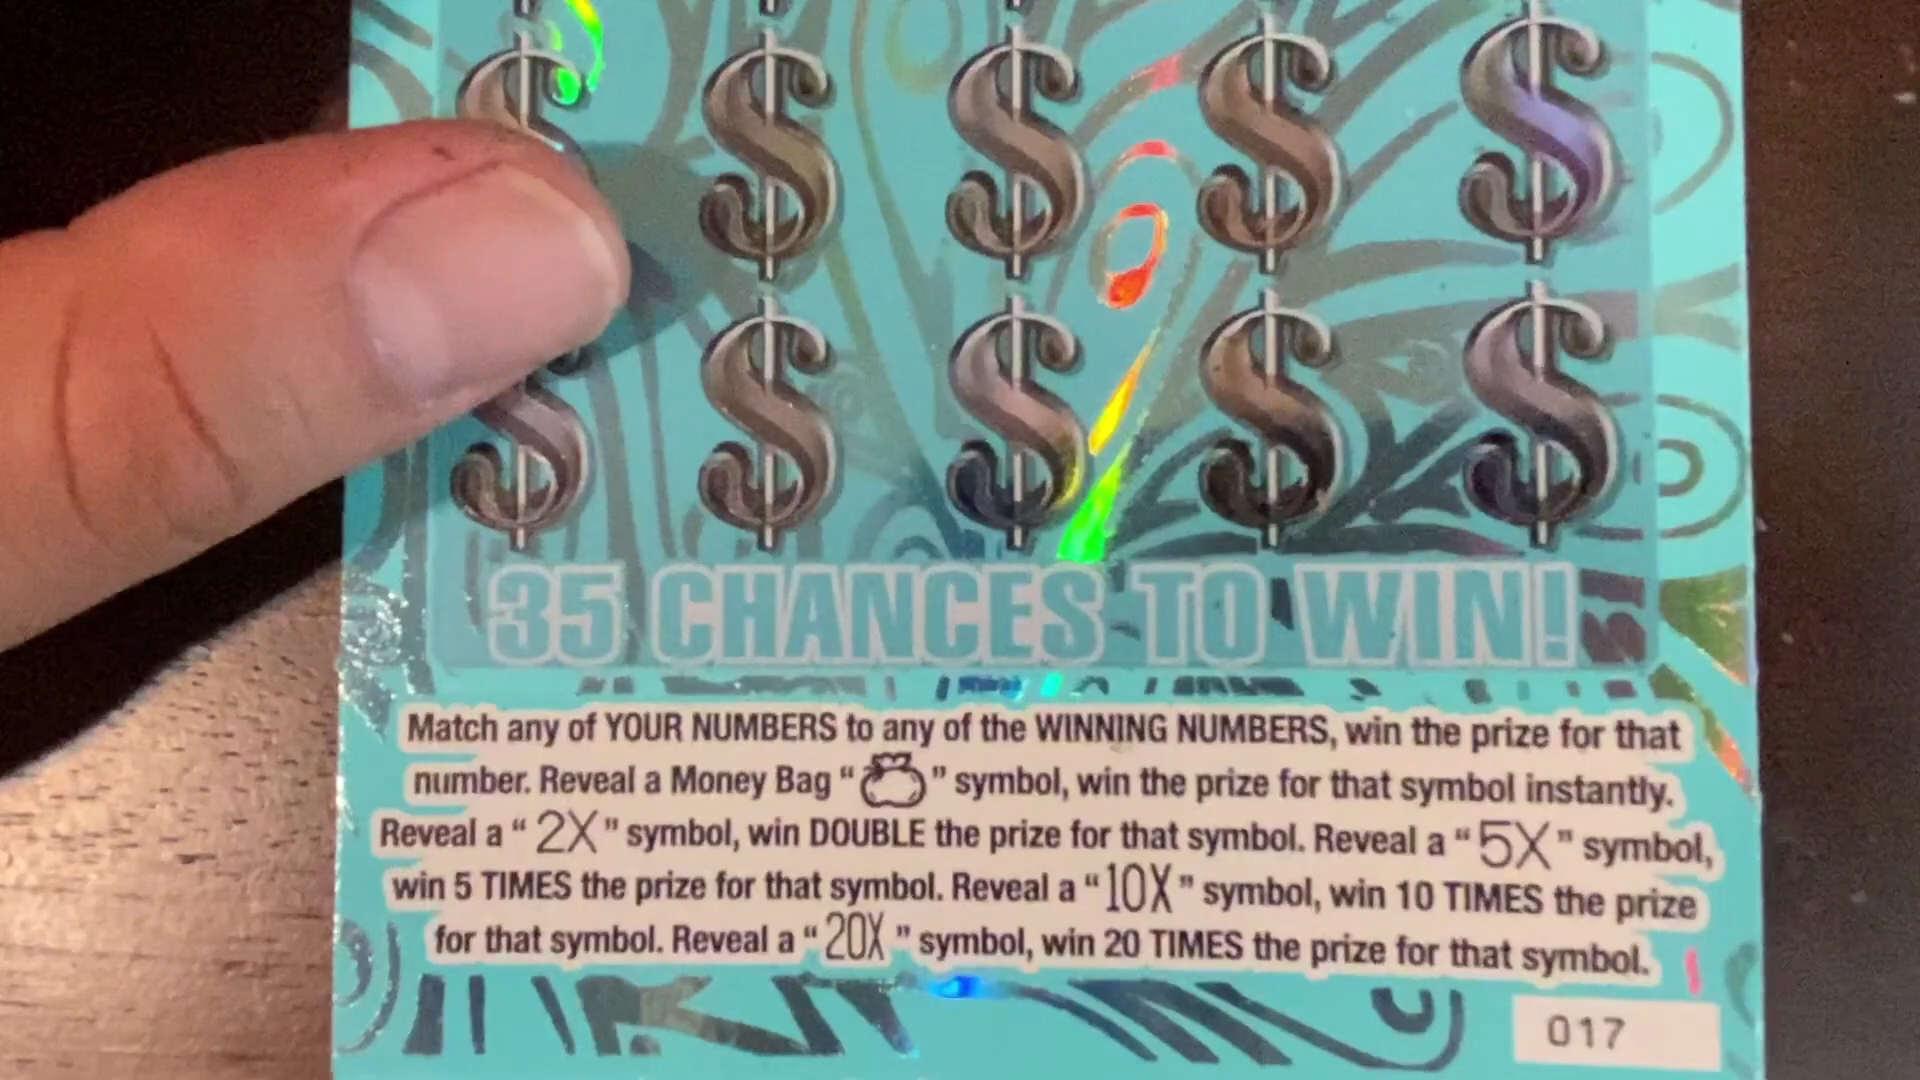 $ $ $ $ $
$ $ $ $ $
35 CHANCES TO WIN!
Match any of YOUR NUMBERS to any of the WINNING NUMBERS, win the prize for that
number. Reveal a Money Bag “ ” symbol, win the prize for that symbol instantly.
Reveal a “ 2X ” symbol, win DOUBLE the prize for that symbol. Reveal a “ 5X ” symbol,
win 5 TIMES the prize for that symbol. Reveal a “ 10X ” symbol, win 10 TIMES the prize
for that symbol. Reveal a “ 20X ” symbol, win 20 TIMES the prize for that symbol.
017